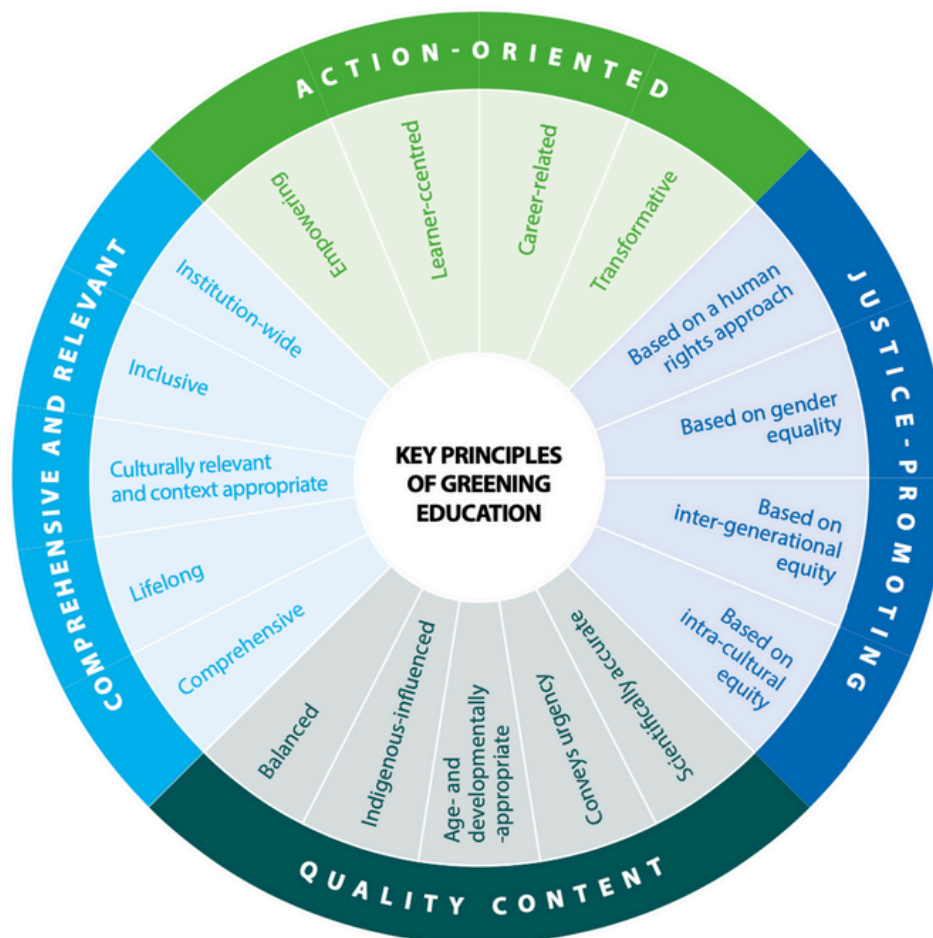 ACTION-ORIENTED
Empowering
Learner-ccentred
Career-related
Transformative
JUSTICE-PROMOTING
Based on a human
rights approach
Based on gender
equality
Based on
inter-generational
equity
Based on
intra-cultural
equity
QUALITY CONTENT
Scientifically accurate
Conveys urgency
Age- and
developmentally
-appropriate
Indigenous-influenced
Balanced
COMPREHENSIVE AND RELEVANT
Comprehensive
Lifelong
Culturally relevant
and context appropriate
Inclusive
Institution-wide
KEY PRINCIPLES
OF GREENING
EDUCATION